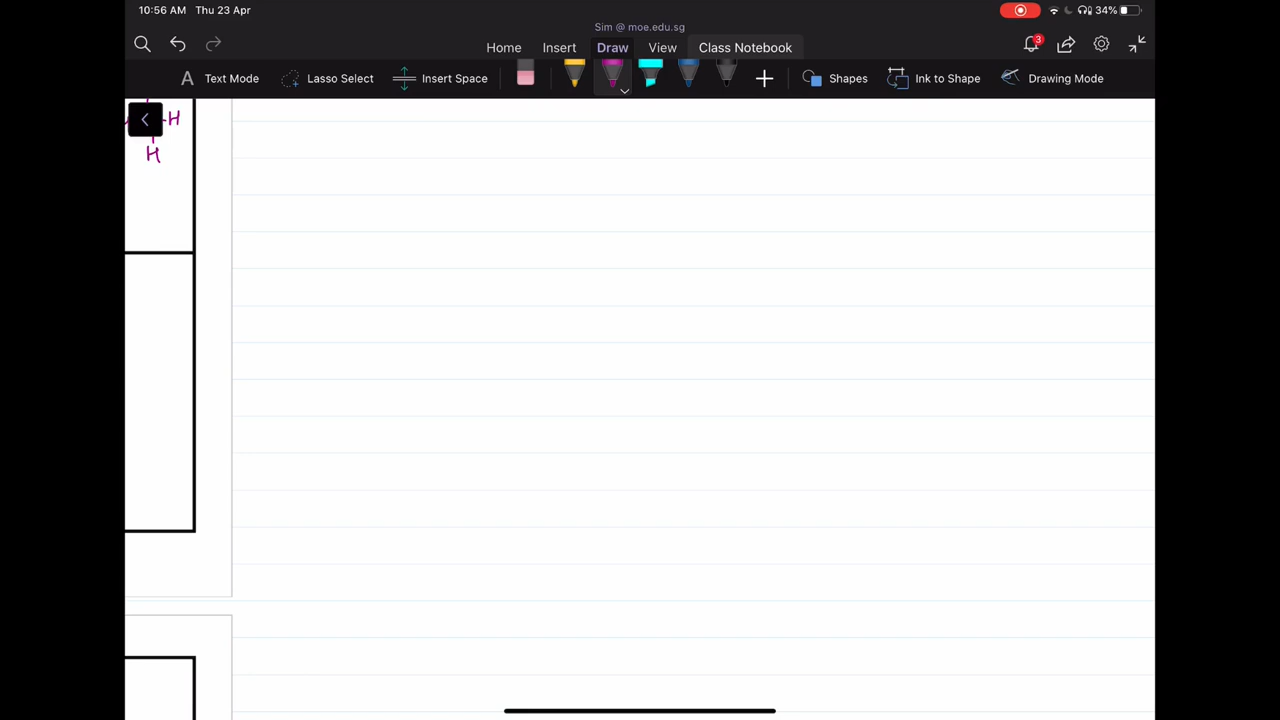 10:56 AM Thu 23 Apr 34%
Sim @ moe.edu.sg
Home Insert Draw View Class Notebook 3
Text Mode Lasso Select Insert Space Shapes Ink to Shape Drawing Mode
H
H